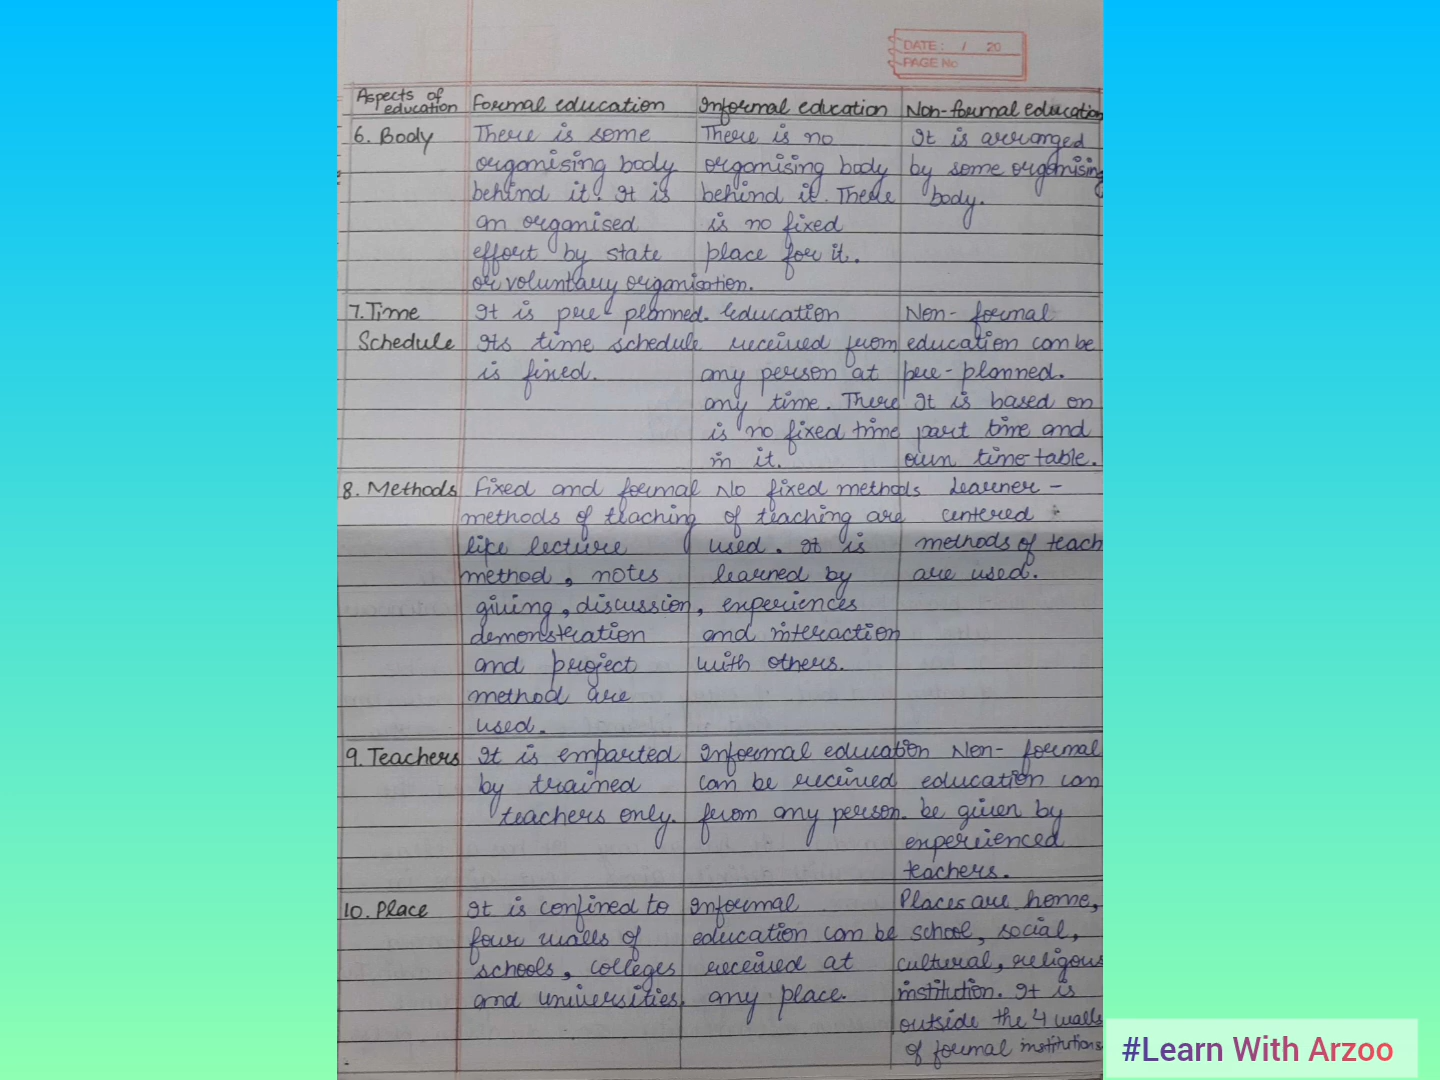 DATE: / 20
PAGE No
Aspects of education | Formal education | Informal education | Non-formal education
6. Body
There is some
organising body
behind it. It is
an organised
effort by state
or voluntary organisation.
There is no
organising body
behind it. There
is no fixed
place for it.
It is arranged
by some organising
body.
7. Time
Schedule
It is pre-planned.
Its time schedule
is fixed.
Education
received from
any person at
any time. There
is no fixed time
in it.
Non-formal
education can be
pre-planned.
It is based on
part time and
own time-table.
8. Methods
Fixed and formal
methods of teaching
like lecture
method, notes
giving, discussion,
demonstration
and project
method are
used.
No fixed methods
of teaching are
used. It is
learned by
experiences
and interaction
with others.
Learner-
centered
methods of teach
are used.
9. Teachers
It is emparted
by trained
teachers only.
Informal education
can be received
from any person.
Non-formal
education can
be given by
experienced
teachers.
10. Place
It is confined to
four walls of
schools, colleges
and universities.
Informal
education can be
received at
any place.
Places are home,
school, social,
cultural, religous
institution. It is
outside the 4 walls
of formal institutions
#Learn With Arzoo